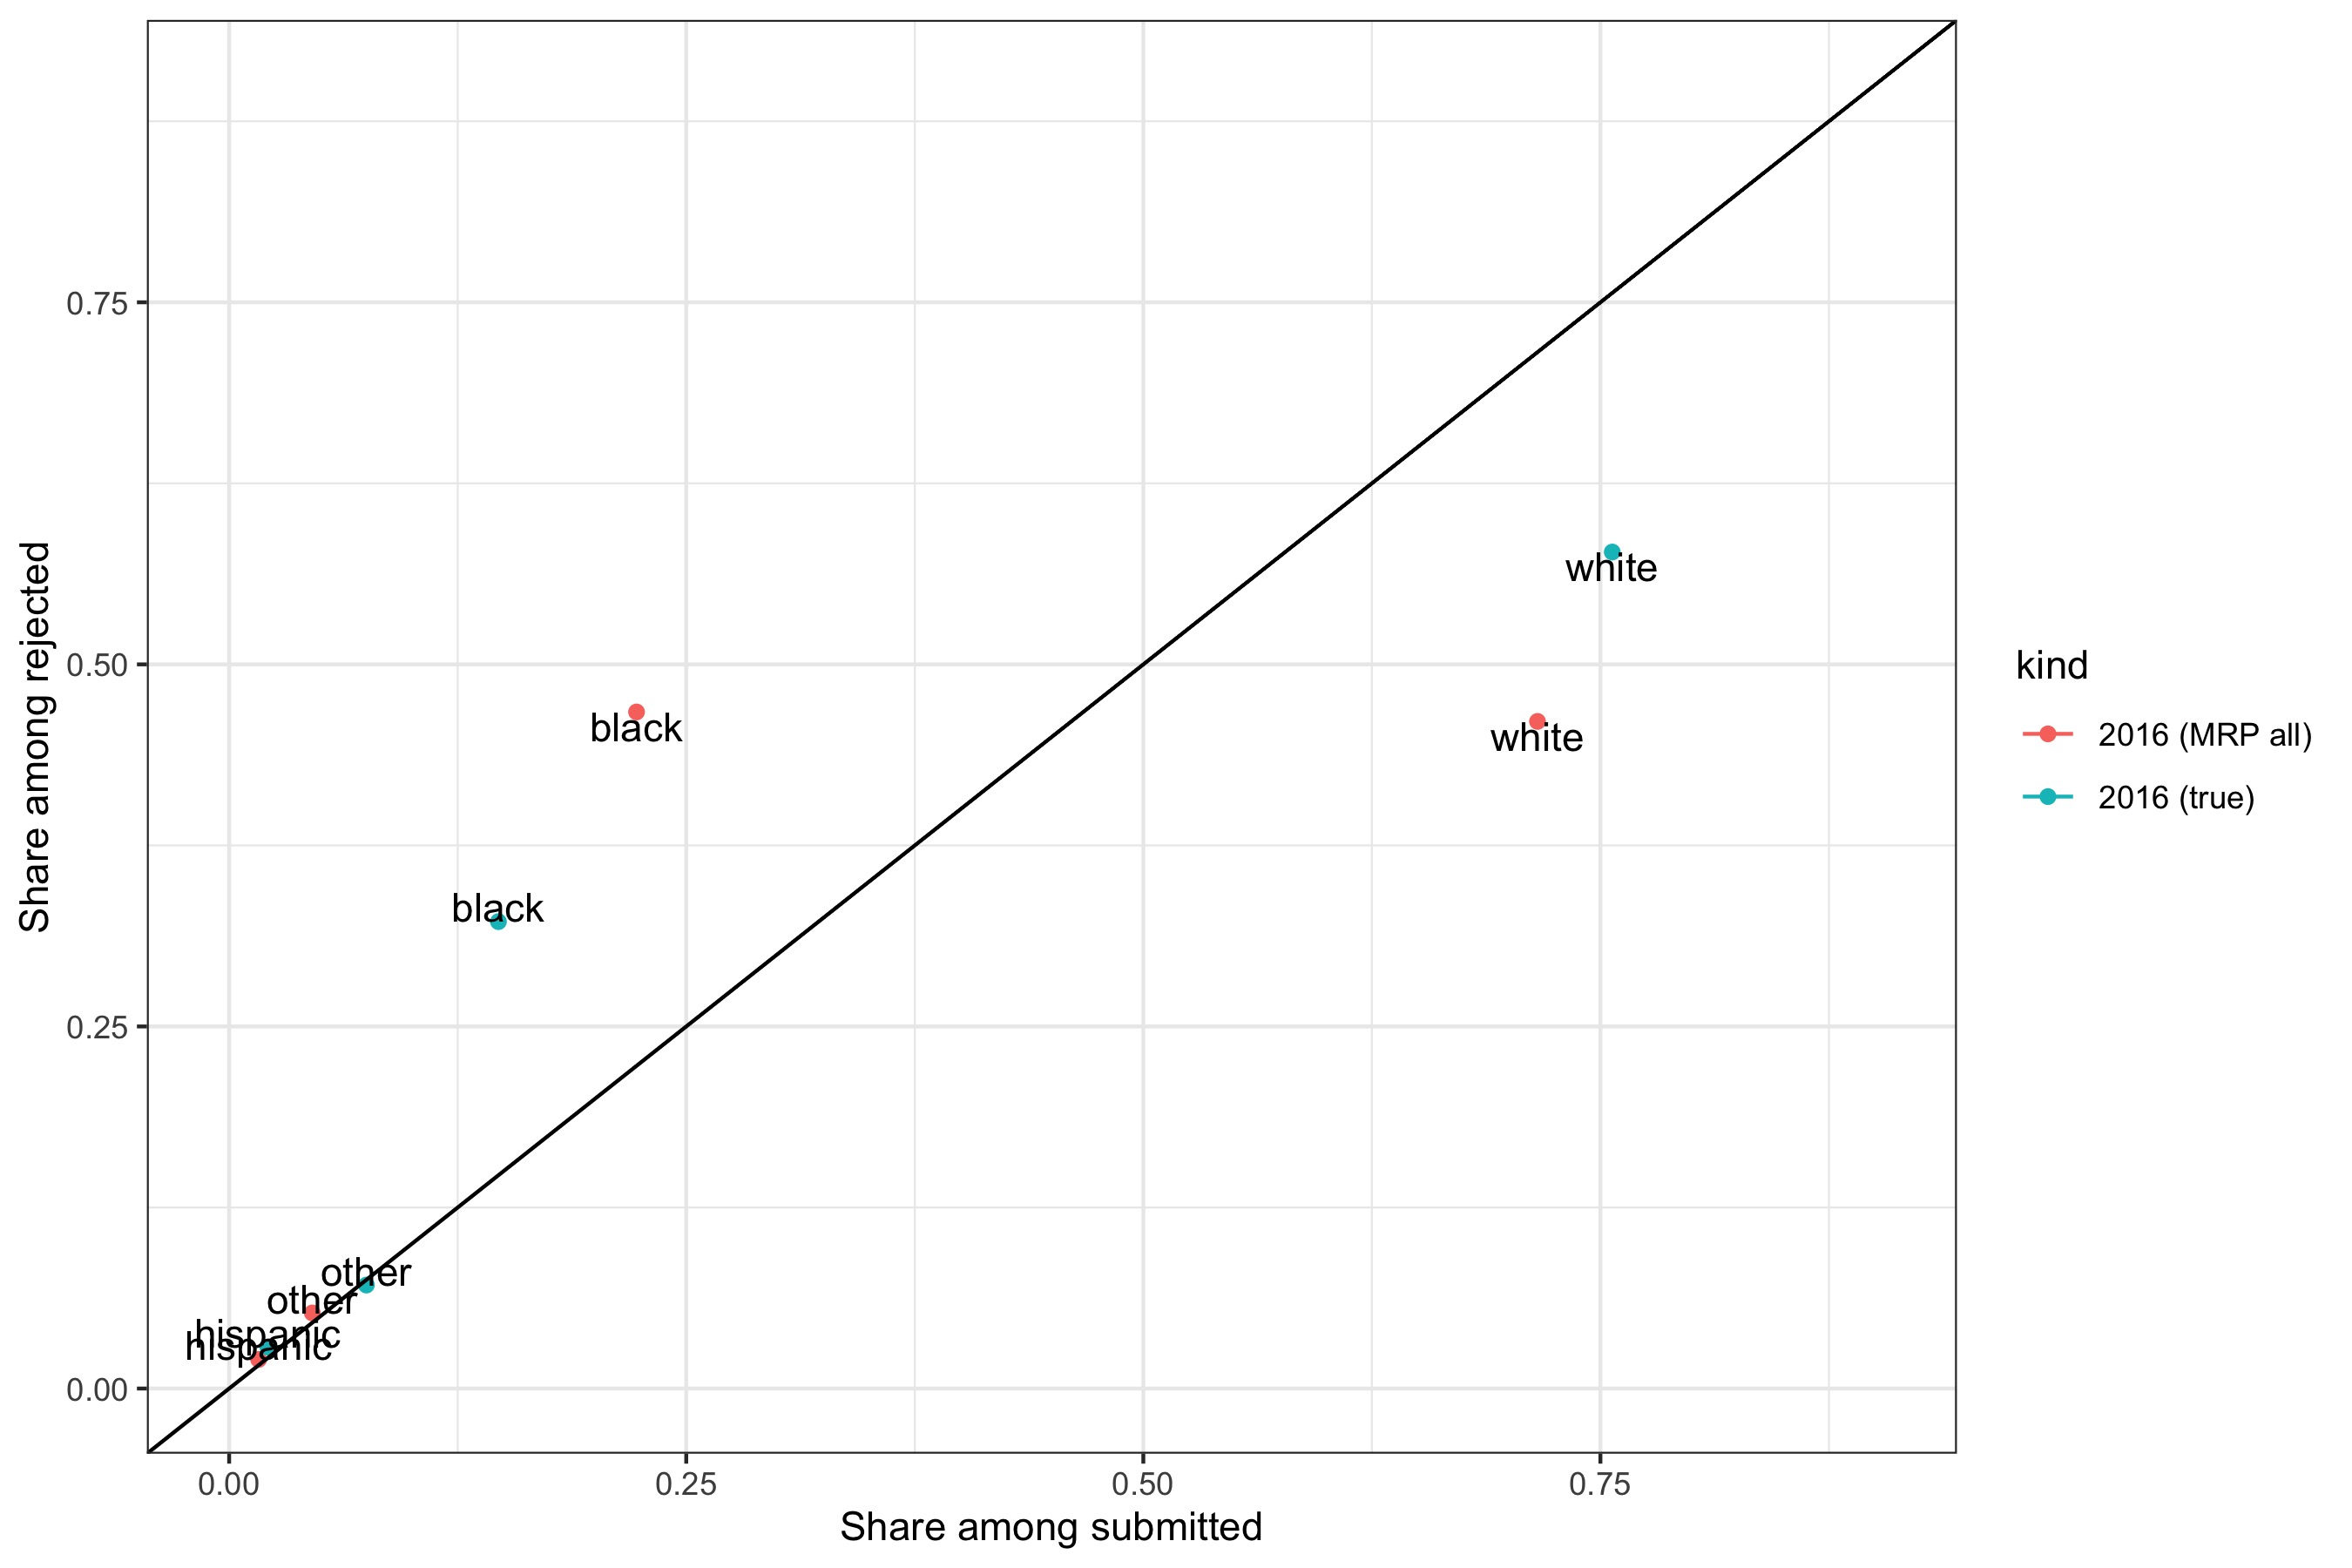 0.75
0.50
0.25
0.00
Share among rejected
white
black
white
black
other
other
hispanic
hispanic
0.00
0.25
0.50
0.75
Share among submitted
kind
2016 (MRP all)
2016 (true)